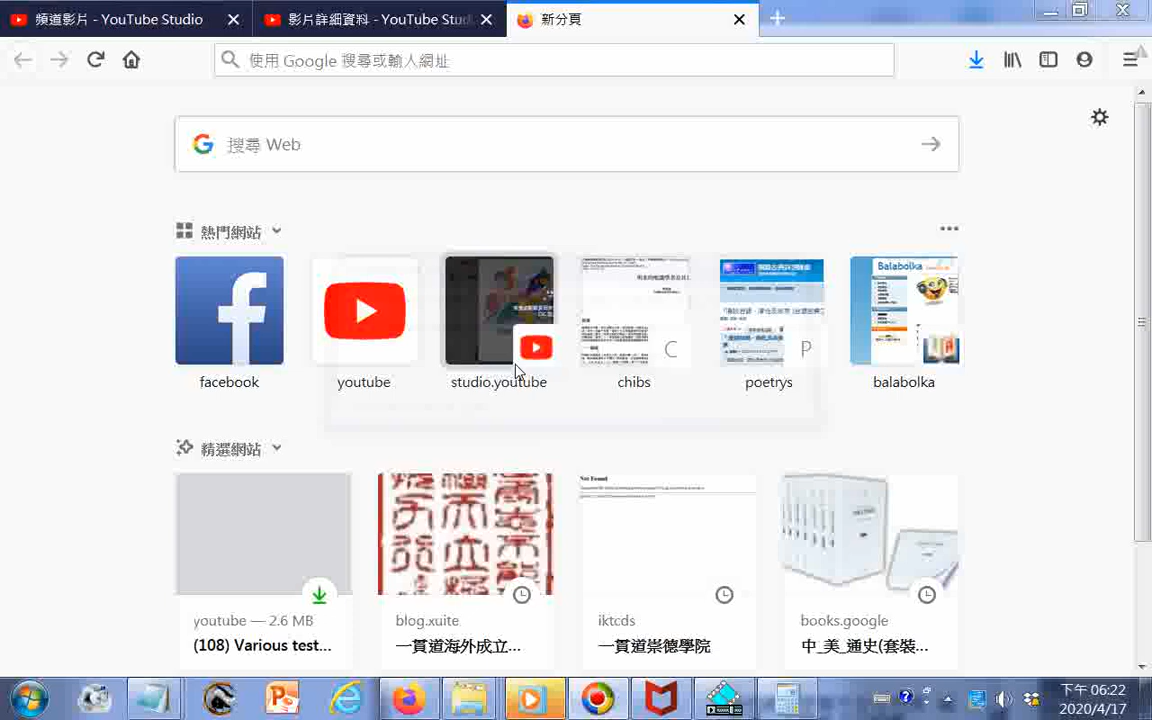 頻道影片 - YouTube Studio
影片詳細資料 - YouTube Stud
新分頁
使用 Google 搜尋或輸入網址
搜尋 Web
熱門網站
C
P
Balabolka
facebook
youtube
studio.youtube
chibs
poetrys
balabolka
精選網站
Not Found
youtube — 2.6 MB
(108) Various test...
blog.xuite
一貫道海外成立...
iktcds
一貫道崇德學院
books.google
中_美_通史(套裝...
下午 06:22
2020/4/17